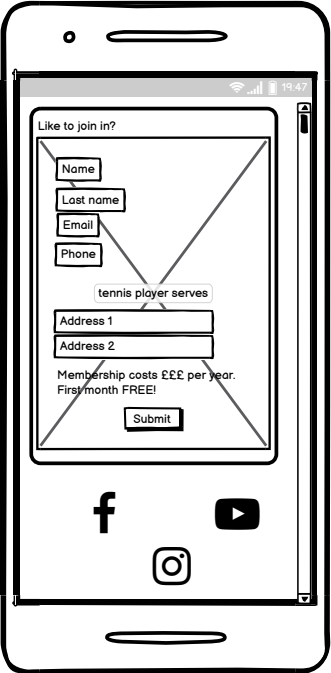 19.47
Like to join in?
Name
Last name
Email
Phone
tennis player serves
Address 1
Address 2
Membership costs £££ per year.
First month FREE!
Submit